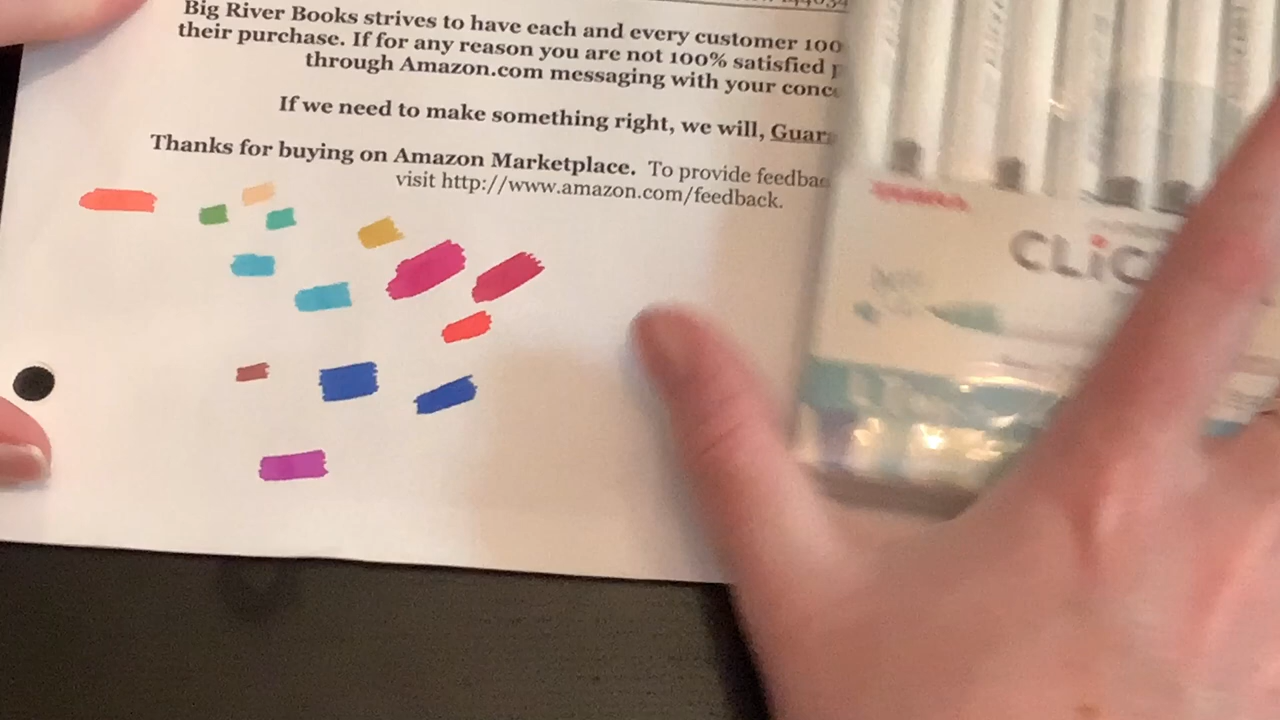 Big River Books strives to have each and every customer 100
their purchase. If for any reason you are not 100% satisfied
through Amazon.com messaging with your
If we need to make something right, we will,
Thanks for buying on Amazon Marketplace. To provide
visit http://www.amazon.com/feedback.
CLiC